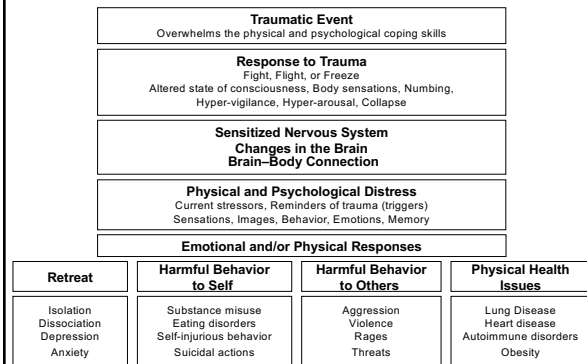 Traumatic Event
Overwhelms the physical and psychological coping skills
Response to Trauma
Fight, Flight, or Freeze
Altered state of consciousness, Body sensations, Numbing,
Hyper-vigilance, Hyper-arousal, Collapse
Sensitized Nervous System
Changes in the Brain
Brain–Body Connection
Physical and Psychological Distress
Current stressors, Reminders of trauma (triggers)
Sensations, Images, Behavior, Emotions, Memory
Emotional and/or Physical Responses
Retreat
Isolation
Dissociation
Depression
Anxiety
Harmful Behavior
to Self
Substance misuse
Eating disorders
Self-injurious behavior
Suicidal actions
Harmful Behavior
to Others
Aggression
Violence
Rages
Threats
Physical Health
Issues
Lung Disease
Heart disease
Autoimmune disorders
Obesity